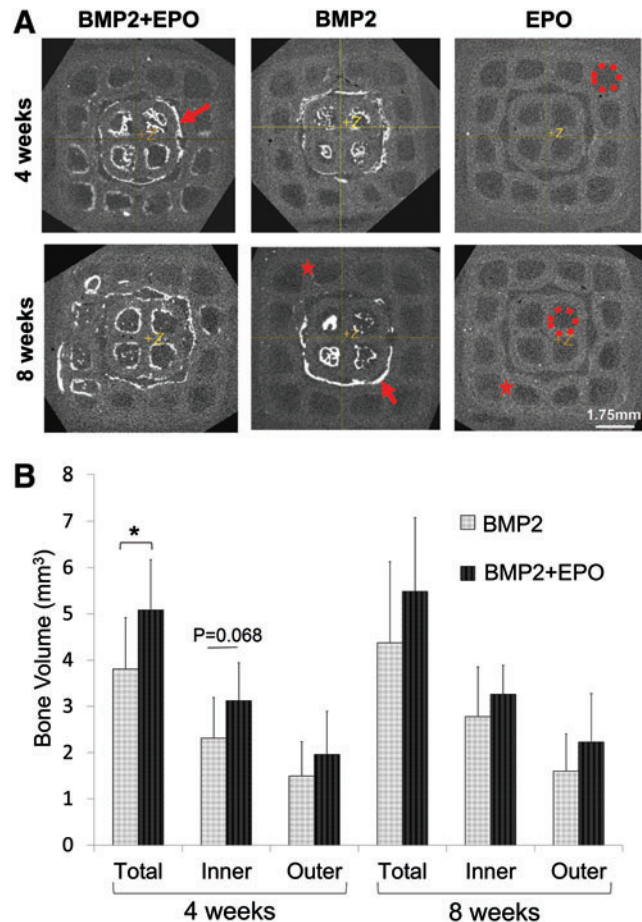 A
BMP2+EPO BMP2 EPO
4 weeks
+Z +Z +Z
8 weeks
+Z +Z +Z
1.75mm
B
Bone Volume (mm³)
8
7
6
5
4
3
2
1
0
*
P=0.068
BMP2
BMP2+EPO
Total Inner Outer Total Inner Outer
4 weeks 8 weeks